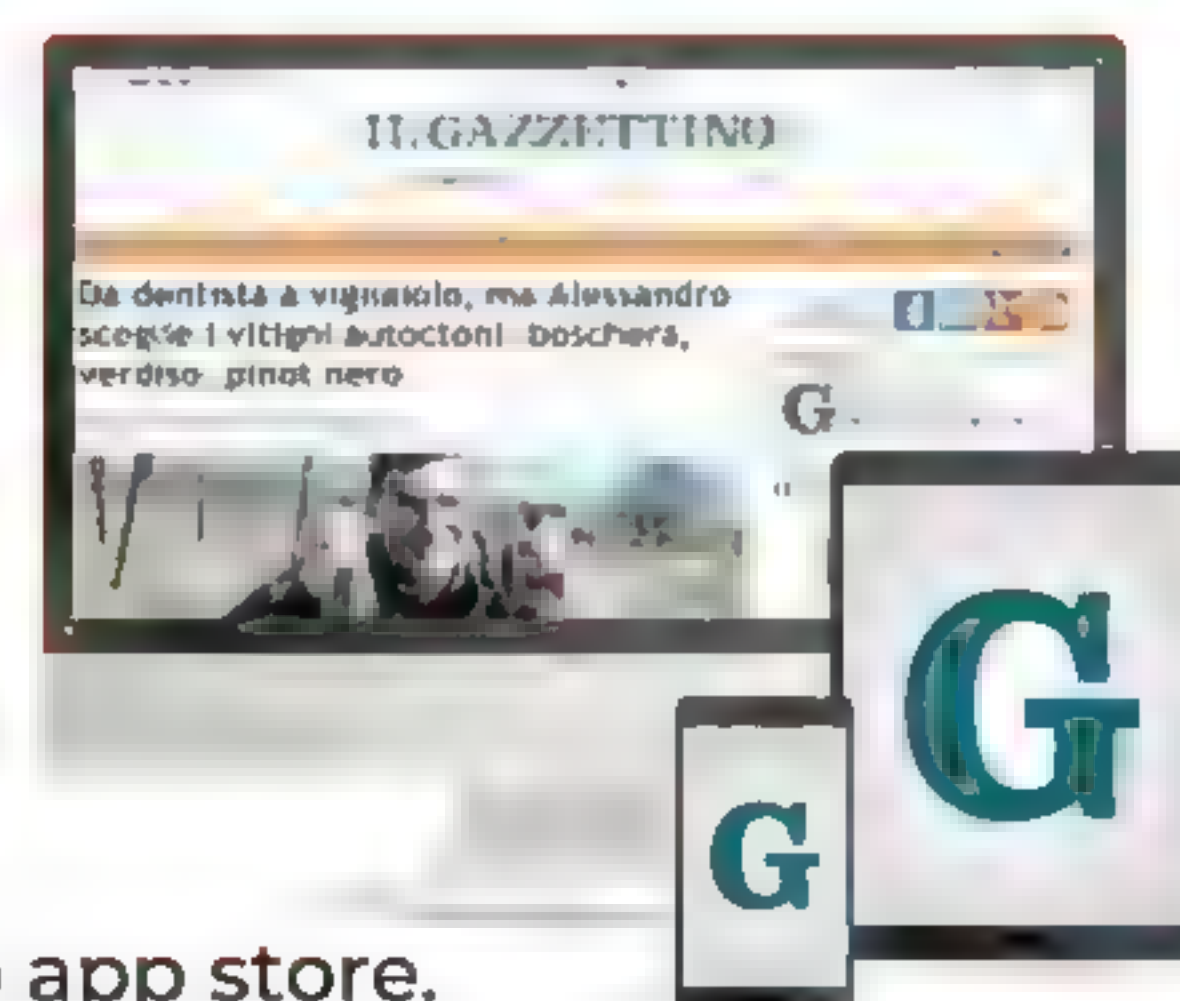 IL GAZZETTINO
Da dentista a vignaiolo, ma Alessandro
sceglie i vitigni autoctoni boschera,
verdiso pinot nero
G
G
G
app store.